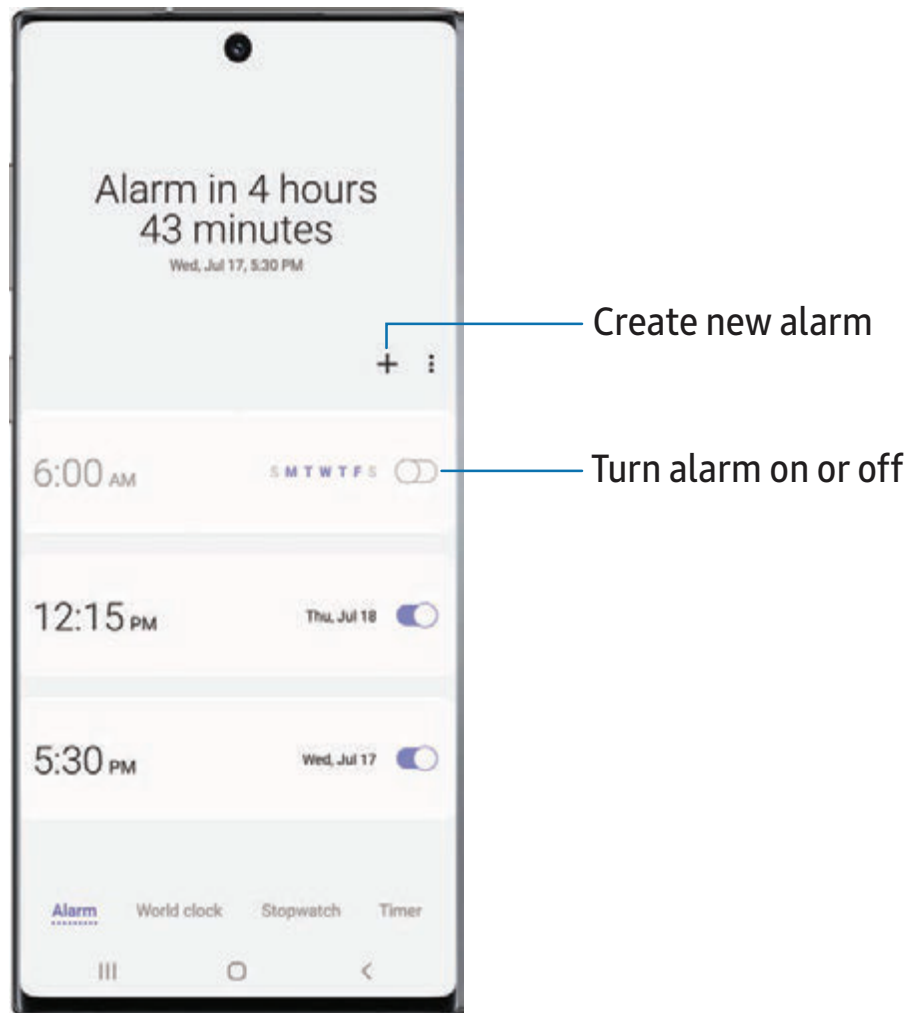 Alarm in 4 hours
43 minutes
Wed, Jul 17, 5:30 PM
Create new alarm
6:00 AM S M T W T F S
Turn alarm on or off
12:15 PM Thu, Jul 18
5:30 PM Wed, Jul 17
Alarm World clock Stopwatch Timer